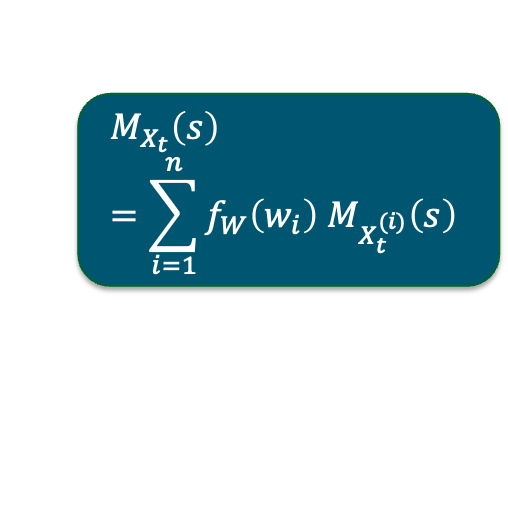 M_{X_t}(s)
= \sum_{i=1}^{n} f_W(w_i) M_{X_t^{(i)}}(s)